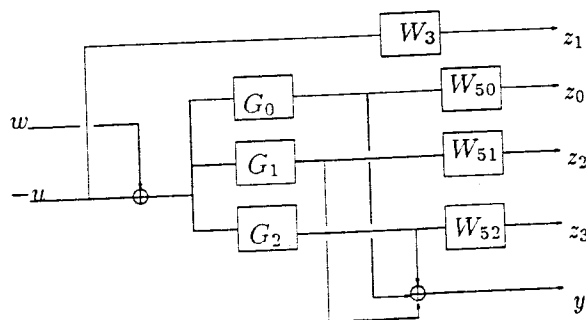 W₃ z₁
G₀ W₅₀ z₀
w
G₁ W₅₁ z₂
−u
G₂ W₅₂ z₃
y